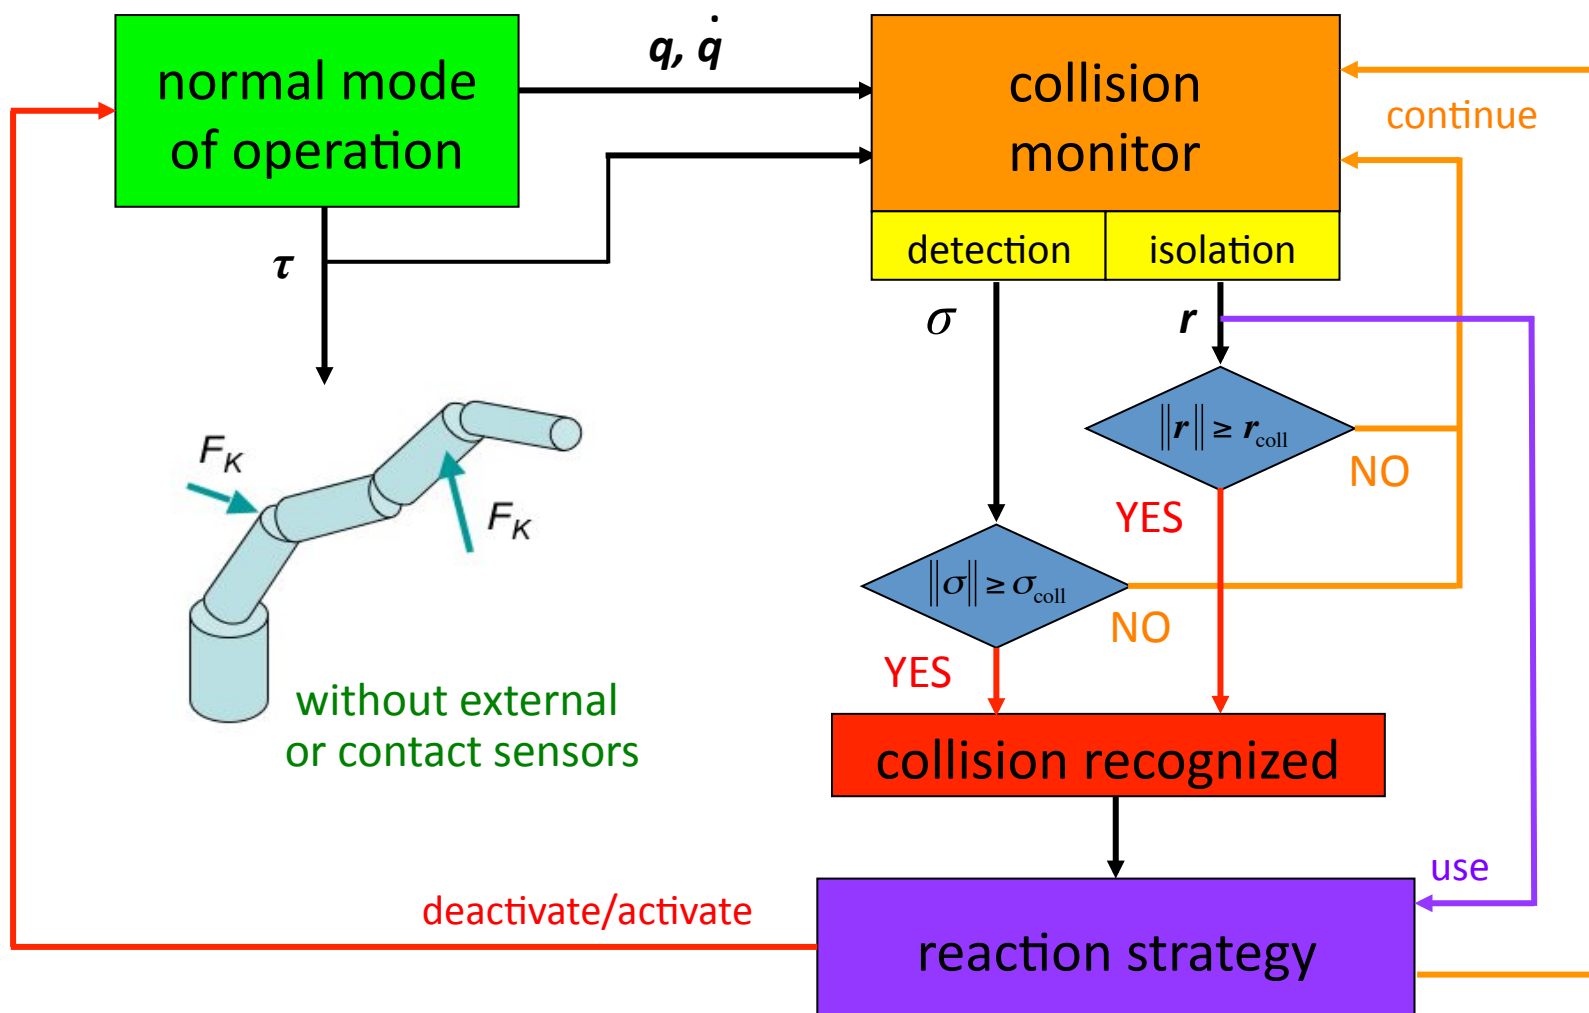 normal mode
of operation
q, q̇
collision
monitor
continue
detection
isolation
τ
σ
r
‖r‖ ≥ r_coll
NO
YES
F_K
F_K
‖σ‖ ≥ σ_coll
NO
YES
without external
or contact sensors
collision recognized
use
deactivate/activate
reaction strategy